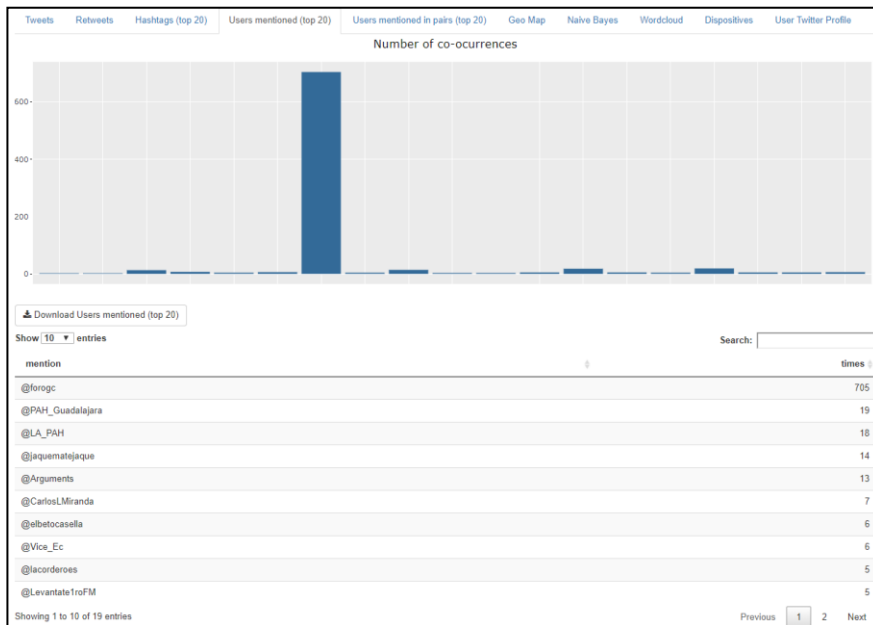 Tweets Retweets Hashtags (top 20) Users mentioned (top 20) Users mentioned in pairs (top 20) Geo Map Naive Bayes Wordcloud Dispositives User Twitter Profile
Number of co-ocurrences
600
400
200
0
Download Users mentioned (top 20)
Show 10 entries Search:
mention times
@forogc 705
@PAH_Guadalajara 19
@LA_PAH 18
@jaquematejaque 14
@Arguments 13
@CarlosLMiranda 7
@elbetocasella 6
@Vice_Ec 6
@lacorderoes 5
@Levantate1roFM 5
Showing 1 to 10 of 19 entries Previous 1 2 Next